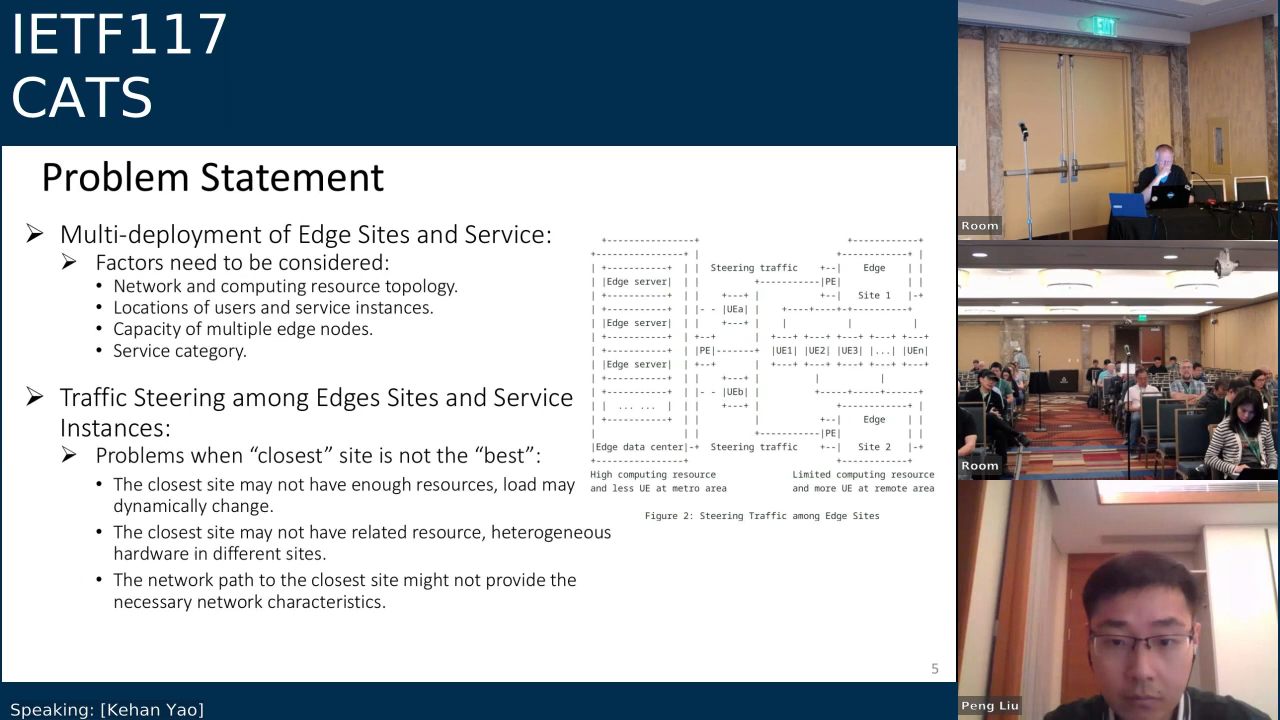 IETF117
CATS
Problem Statement
➢ Multi-deployment of Edge Sites and Service:
➢ Factors need to be considered:
• Network and computing resource topology.
• Locations of users and service instances.
• Capacity of multiple edge nodes.
• Service category.
➢ Traffic Steering among Edges Sites and Service
Instances:
➢ Problems when “closest” site is not the “best”:
• The closest site may not have enough resources, load may
dynamically change.
• The closest site may not have related resource, heterogeneous
hardware in different sites.
• The network path to the closest site might not provide the
necessary network characteristics.
  +----------------+                          +-----------+
+----------------+ |                        +-----------+ |
| +-----------+  | |  Steering traffic    +--|    Edge    | |
| |Edge server|  | |          +----------|PE|            | |
| +-----------+  | |    +---+ |          +--|   Site 1   |-+
| +-----------+  | |- - |UEa| |    +----+----+-+----------+
| |Edge server|  | |    +---+ |    |           |           |
| +-----------+  |+--+        |  +---+ +---+ +---+ +---+ +---+
| +-----------+  ||PE|-------+  |UE1| |UE2| |UE3| |...| |UEn|
| |Edge server|  |+--+        |  +---+ +---+ +---+ +---+ +---+
| +-----------+  | |    +---+ |          |           |
| +-----------+  | |- - |UEb| |          +-----+-----+------+
| |  ... ...  |  | |    +---+ |             +------------+ |
| +-----------+  | |          |          +--|    Edge    | |
|                | |          +----------|PE|            | |
|Edge data center|-+  Steering traffic    +--|   Site 2   |-+
+----------------+                          +-----------+
High computing resource Limited computing resource
and less UE at metro area and more UE at remote area
Figure 2: Steering Traffic among Edge Sites
5
Speaking: [Kehan Yao]
EXIT
Room
Room
Peng Liu